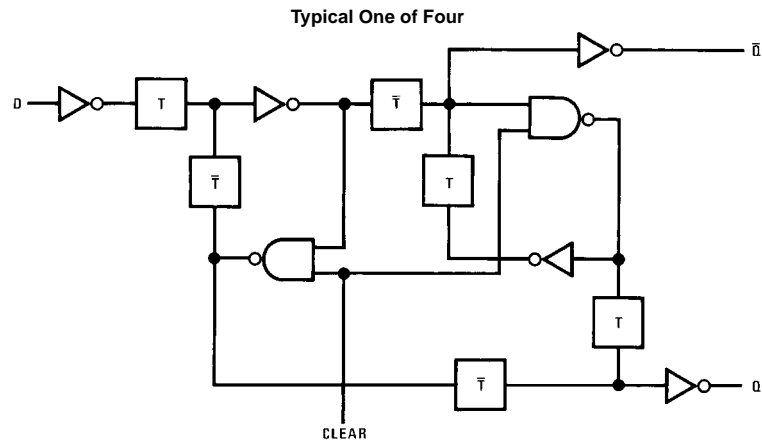 Typical One of Four
Q̅
D
T
T̅
T̅
T
T
T̅
Q
CLEAR